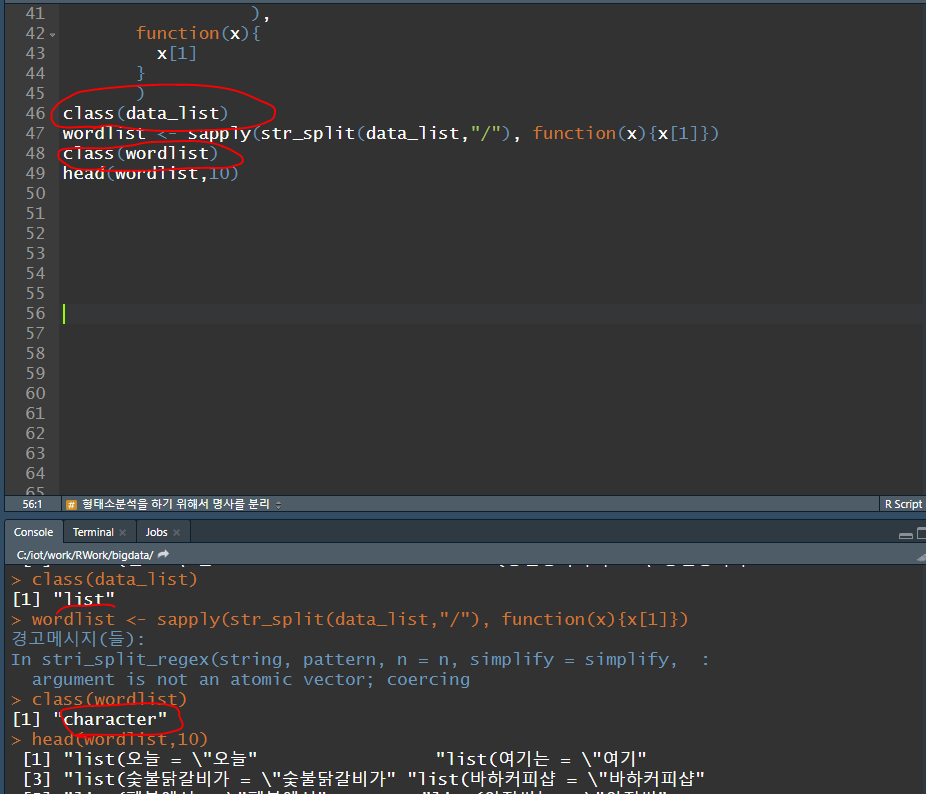 41 ),
42 function(x){
43 x[1]
44 }
45 )
46 class(data_list)
47 wordlist <- sapply(str_split(data_list,"/"), function(x){x[1]})
48 class(wordlist)
49 head(wordlist,10)
50
51
52
53
54
55
56
57
58
59
60
61
62
63
64
65
56:1 # 형태소분석을 하기 위해서 명사를 분리 R Script
Console Terminal Jobs
C:/iot/work/RWork/bigdata/
> class(data_list)
[1] "list"
> wordlist <- sapply(str_split(data_list,"/"), function(x){x[1]})
경고메시지(들):
In stri_split_regex(string, pattern, n = n, simplify = simplify, :
argument is not an atomic vector; coercing
> class(wordlist)
[1] "character"
> head(wordlist,10)
[1] "list(오늘 = \"오늘" "list(여기는 = \"여기"
[3] "list(숯불닭갈비가 = \"숯불닭갈비가" "list(바하커피샵 = \"바하커피샵"